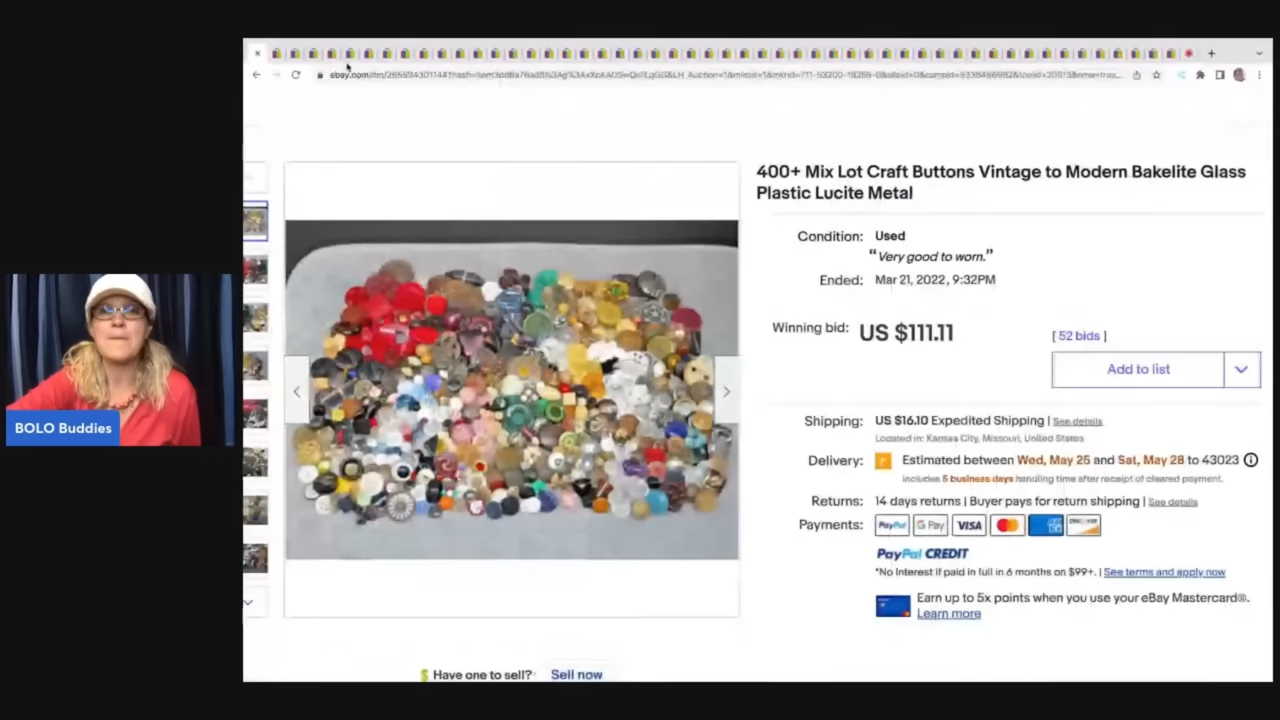 400+ Mix Lot Craft Buttons Vintage to Modern Bakelite Glass
Plastic Lucite Metal
Condition: Used
“Very good to worn.”
Ended: Mar 21, 2022, 9:32PM
Winning bid: US $111.11
[ 52 bids ]
Add to list
Shipping: US $16.10 Expedited Shipping | See details
Located in: Kansas City, Missouri, United States
Delivery: Estimated between Wed, May 25 and Sat, May 28 to 43023
Includes 5 business days handling time after receipt of cleared payment.
Returns: 14 days returns | Buyer pays for return shipping | See details
Payments: PayPal G Pay VISA DISCOVER
PayPal CREDIT
*No Interest if paid in full in 6 months on $99+. | See terms and apply now
Earn up to 5x points when you use your eBay Mastercard®.
Learn more
Have one to sell? Sell now
BOLO Buddies